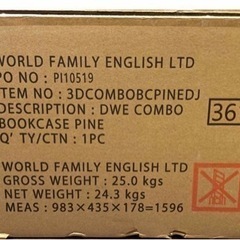 WORLD FAMILY ENGLISH LTD
PO NO : PI10519
ITEM NO : 3DCOMBOBCPINEDJ
DESCRIPTION : DWE COMBO
BOOKCASE PINE
Q' TY/CTN : 1PC
36
WORLD FAMILY ENGLISH LTD
GROSS WEIGHT : 25.0 kgs
NET WEIGHT : 24.3 kgs
MEAS : 983×435×178=1596